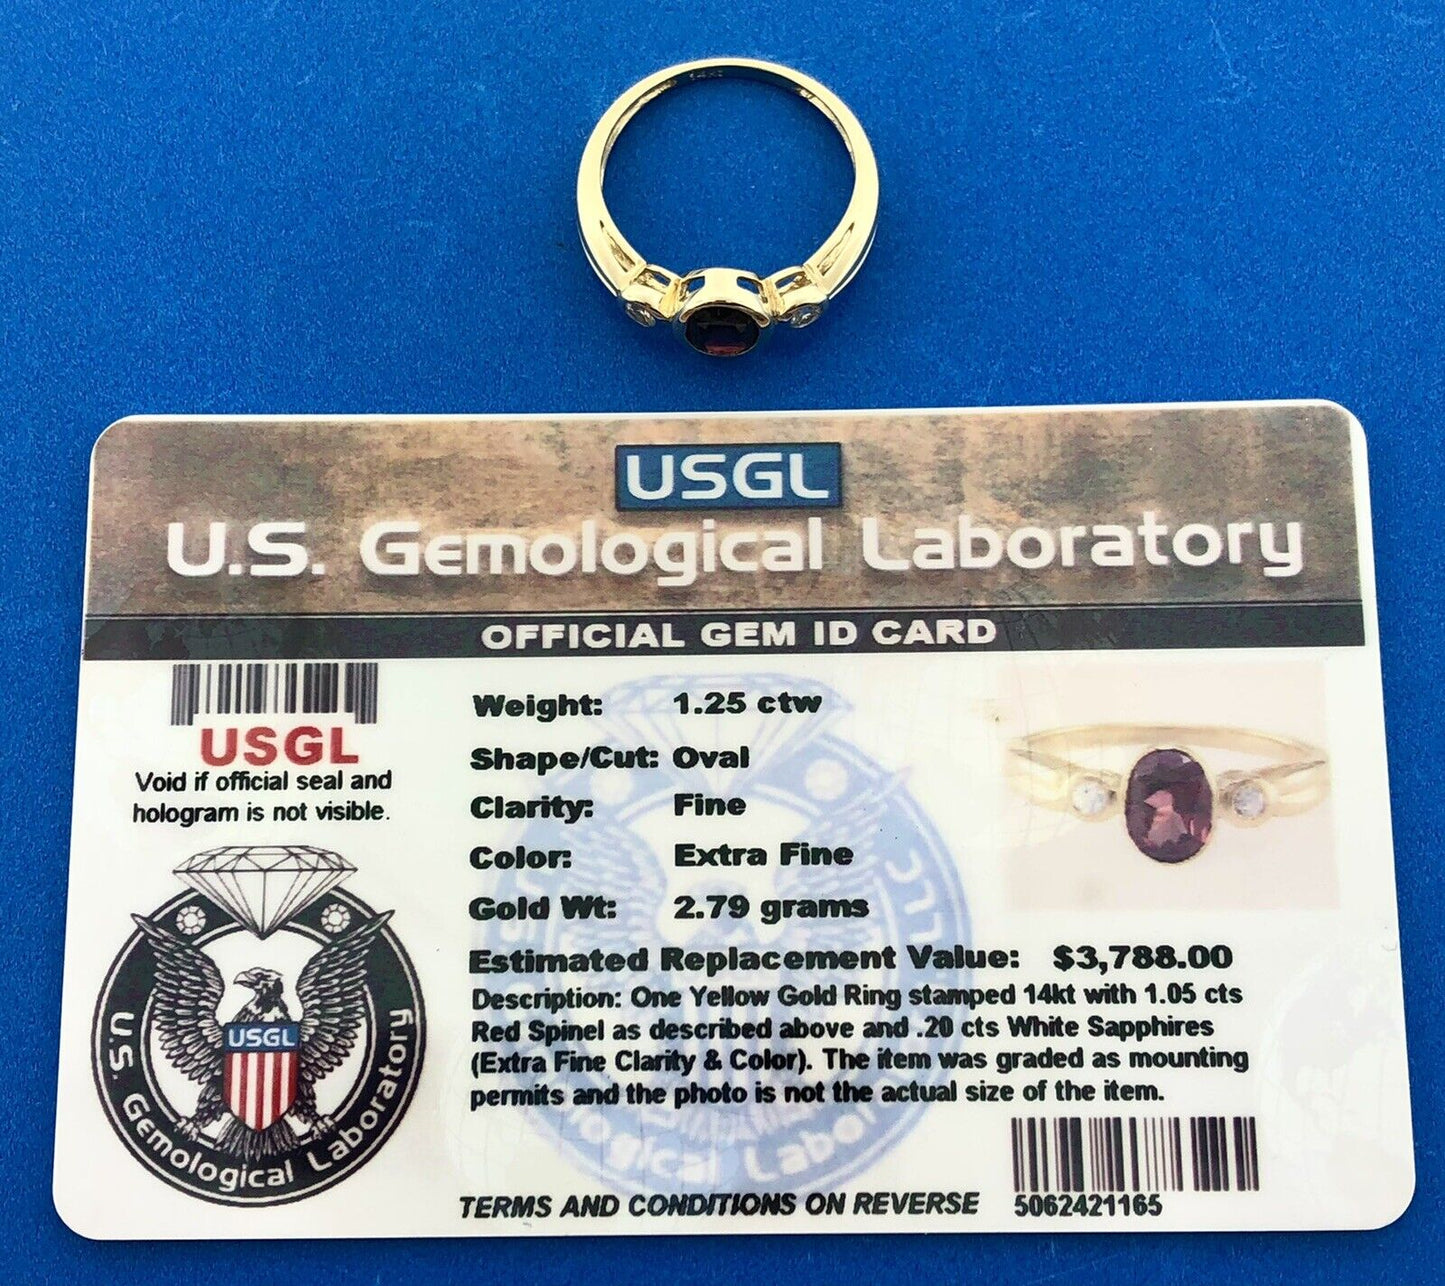 14kt
USGL
U.S. Gemological Laboratory
OFFICIAL GEM ID CARD
USGL
Void if official seal and
hologram is not visible.
USGL
U.S. Gemological Laboratory
Weight: 1.25 ctw
Shape/Cut: Oval
Clarity: Fine
Color: Extra Fine
Gold Wt: 2.79 grams
Estimated Replacement Value: $3,788.00
Description: One Yellow Gold Ring stamped 14kt with 1.05 cts
Red Spinel as described above and .20 cts White Sapphires
(Extra Fine Clarity & Color). The item was graded as mounting
permits and the photo is not the actual size of the item.
TERMS AND CONDITIONS ON REVERSE
5062421165